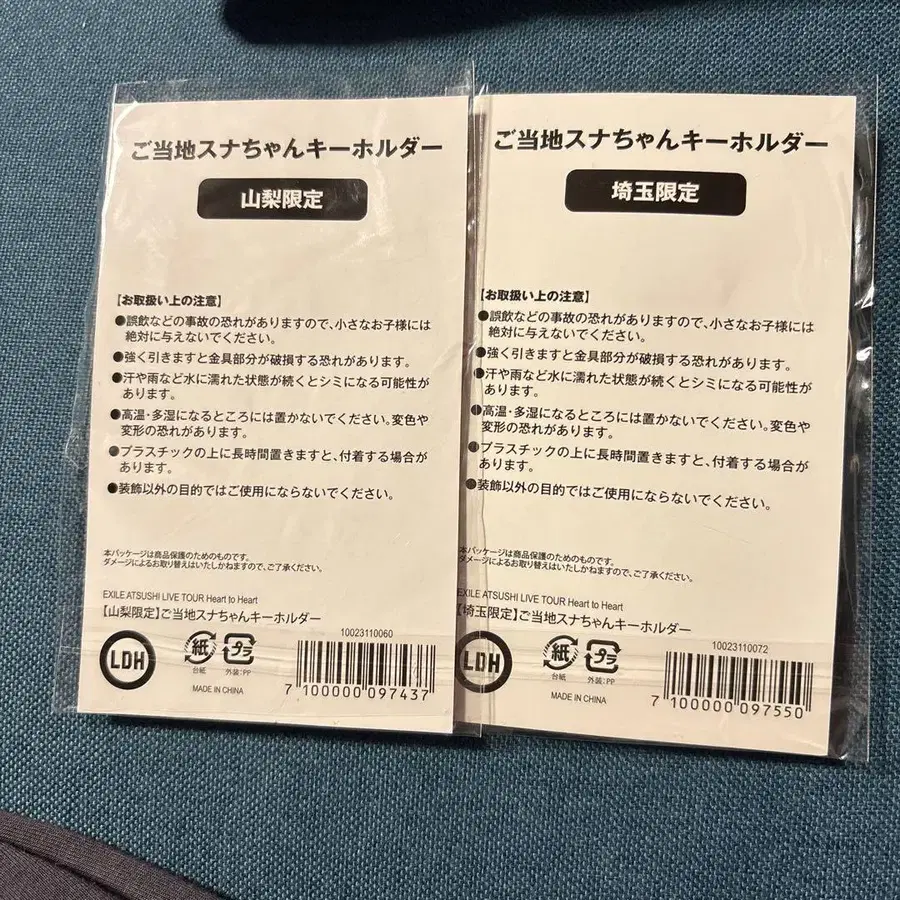 ご当地スナちゃんキーホルダー
山梨限定
【お取扱い上の注意】
●誤飲などの事故の恐れがありますので、小さなお子様には
絶対に与えないでください。
●強く引きますと金具部分が破損する恐れがあります。
●汗や雨など水に濡れた状態が続くとシミになる可能性が
あります。
●高温・多湿になるところには置かないでください。変色や
変形の恐れがあります。
●プラスチックの上に長時間置きますと、付着する場合が
あります。
●装飾以外の目的ではご使用にならないでください。
本パッケージは商品保護のためのものです。
ダメージによるお取り替えはいたしかねますので、ご了承ください。
EXILE ATSUSHI LIVE TOUR Heart to Heart
【山梨限定】ご当地スナちゃんキーホルダー
10023110060
LDH
紙
プラ
台紙
外装:PP
MADE IN CHINA
7 100000 097437
ご当地スナちゃんキーホルダー
埼玉限定
【お取扱い上の注意】
●誤飲などの事故の恐れがありますので、小さなお子様には
絶対に与えないでください。
●強く引きますと金具部分が破損する恐れがあります。
●汗や雨など水に濡れた状態が続くとシミになる可能性が
あります。
●高温・多湿になるところには置かないでください。変色や
変形の恐れがあります。
●プラスチックの上に長時間置きますと、付着する場合が
あります。
●装飾以外の目的ではご使用にならないでください。
本パッケージは商品保護のためのものです。
ダメージによるお取り替えはいたしかねますので、ご了承ください。
EXILE ATSUSHI LIVE TOUR Heart to Heart
【埼玉限定】ご当地スナちゃんキーホルダー
10023110072
LDH
紙
プラ
台紙
外装:PP
MADE IN CHINA
7 100000 097550